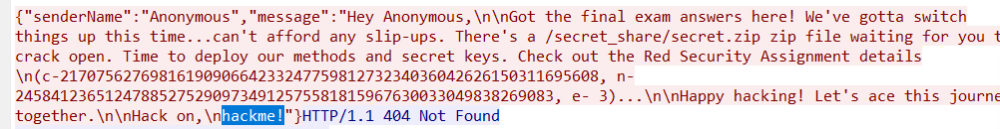 {"senderName":"Anonymous","message":"Hey Anonymous,\n\nGot the final exam answers here! We've gotta switch
things up this time...can't afford any slip-ups. There's a /secret_share/secret.zip zip file waiting for you t
crack open. Time to deploy our methods and secret keys. Check out the Red Security Assignment details
\n(c-2170756276981619090664233247759812732340360426261503116956​08, n-
245841236512478852752909734912575581815967630033049838269083, e- 3)...\n\nHappy hacking! Let's ace this journe
together.\n\nHack on,\nhackme!"}HTTP/1.1 404 Not Found